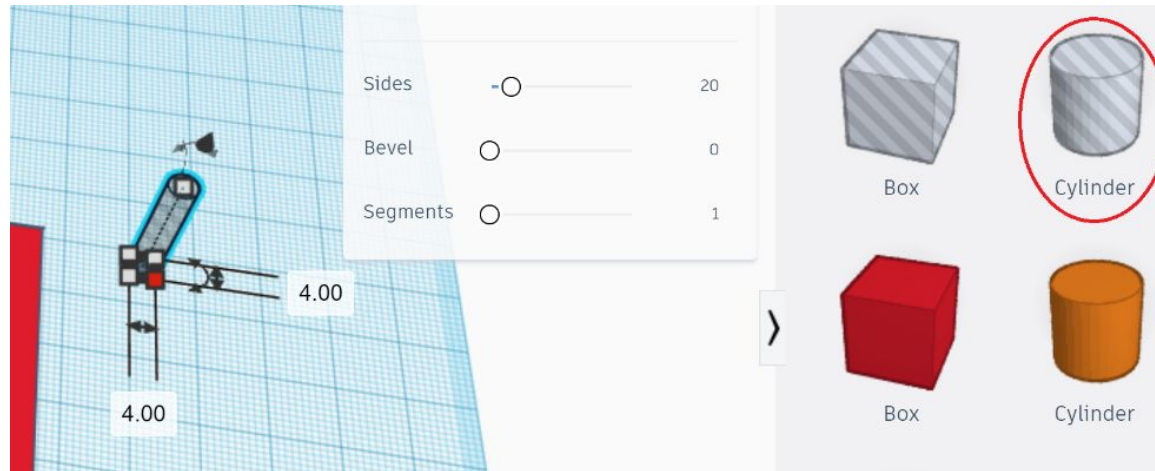 Sides 20
Bevel 0
Segments 1
4.00
4.00
Box Cylinder
Box Cylinder